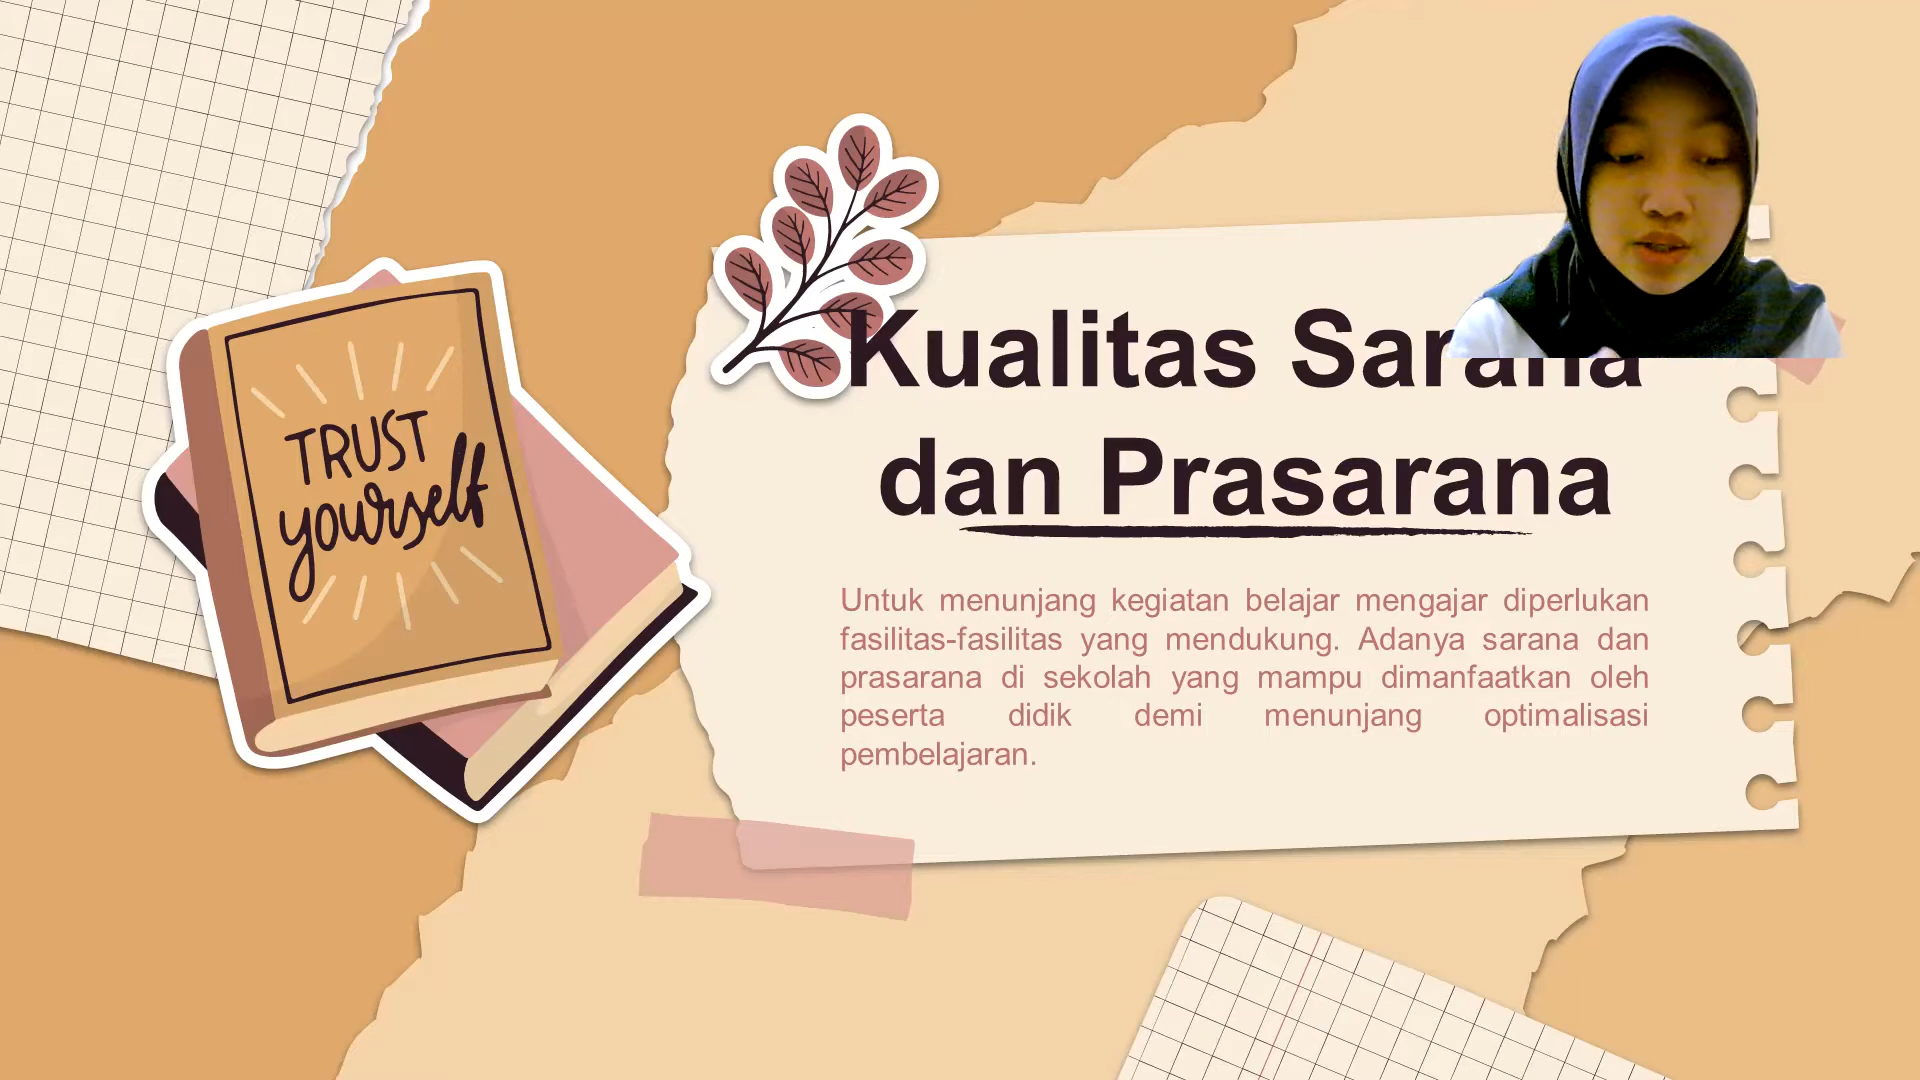 TRUST
yourself
Kualitas Sarana
dan Prasarana
Untuk menunjang kegiatan belajar mengajar diperlukan
fasilitas-fasilitas yang mendukung. Adanya sarana dan
prasarana di sekolah yang mampu dimanfaatkan oleh
peserta didik demi menunjang optimalisasi
pembelajaran.